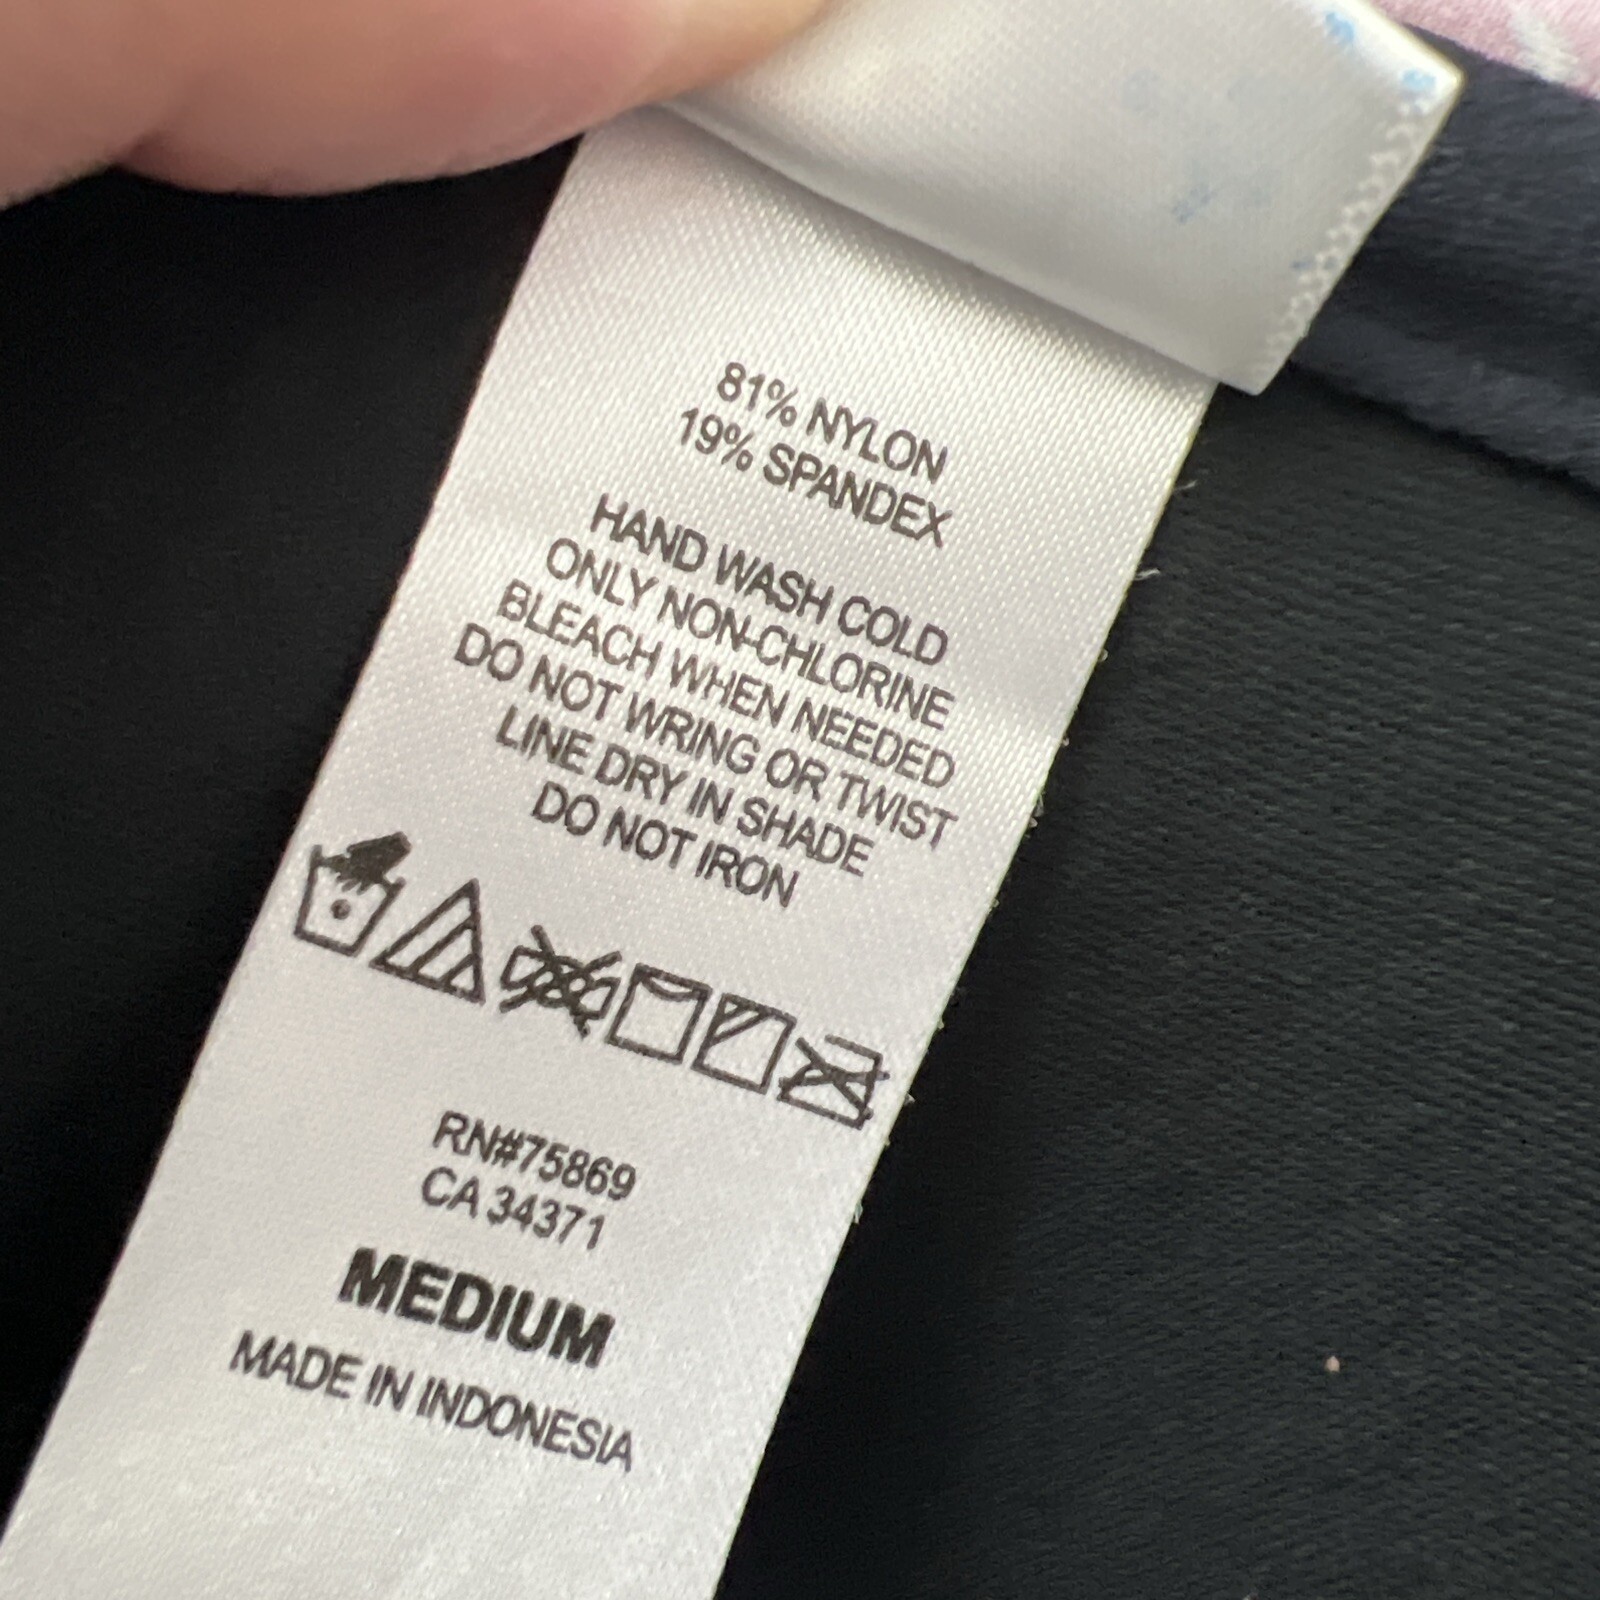 81% NYLON
19% SPANDEX
HAND WASH COLD
ONLY NON-CHLORINE
BLEACH WHEN NEEDED
DO NOT WRING OR TWIST
LINE DRY IN SHADE
DO NOT IRON
RN#75869
CA 34371
MEDIUM
MADE IN INDONESIA